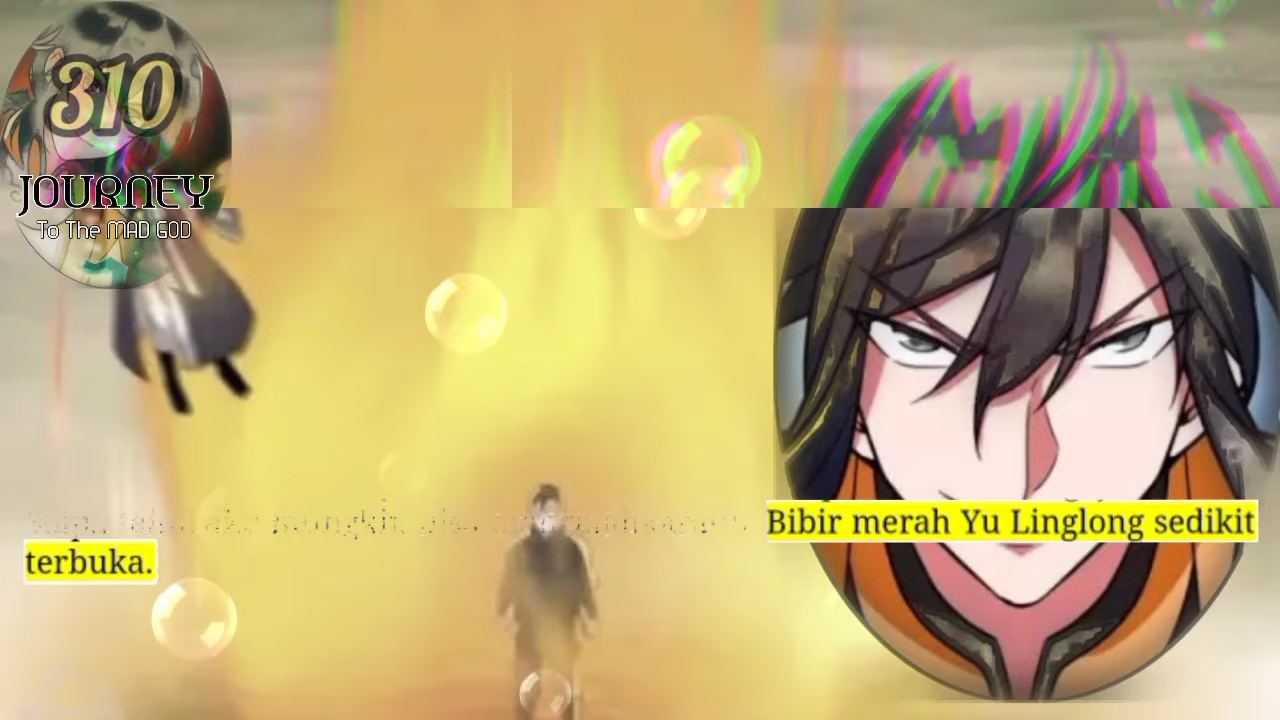 310
JOURNEY
To The MAD GOD
Bibir merah Yu Linglong sedikit
terbuka.